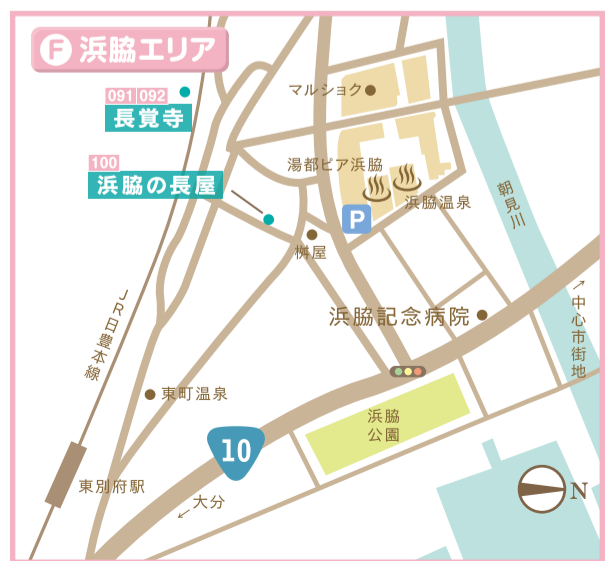 F 浜脇エリア
091 092
長覚寺
マルショク
100
浜脇の長屋
湯都ピア浜脇
浜脇温泉
朝見川
P
桝屋
浜脇記念病院
→中心市街地
JR日豊本線
東町温泉
浜脇
公園
10
東別府駅
←大分
N